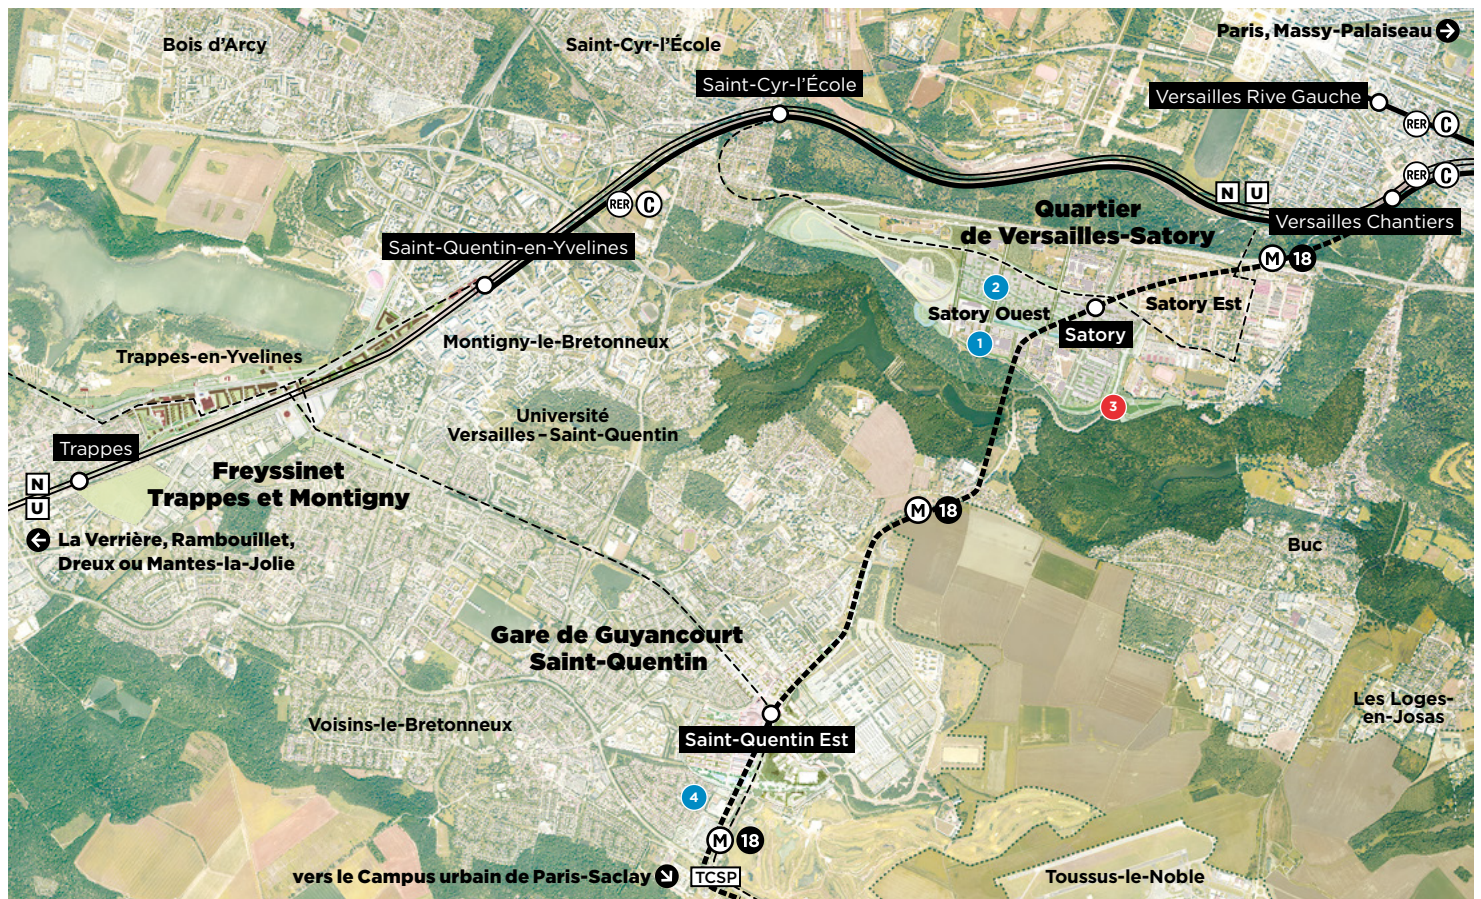 Paris, Massy-Palaiseau
Bois d’Arcy
Saint-Cyr-l’École
Saint-Cyr-l’École
Versailles Rive Gauche
RER C
RER C
N U
RER C
Versailles Chantiers
Quartier
de Versailles-Satory
Saint-Quentin-en-Yvelines
M 18
2
Satory Ouest
Satory Est
Satory
1
Montigny-le-Bretonneux
Trappes-en-Yvelines
3
Université
Versailles – Saint-Quentin
Trappes
Freyssinet
Trappes et Montigny
N
U
M 18
La Verrière, Rambouillet,
Dreux ou Mantes-la-Jolie
Buc
Gare de Guyancourt
Saint-Quentin
Les Loges-
en-Josas
Voisins-le-Bretonneux
Saint-Quentin Est
4
M 18
vers le Campus urbain de Paris-Saclay
TCSP
Toussus-le-Noble